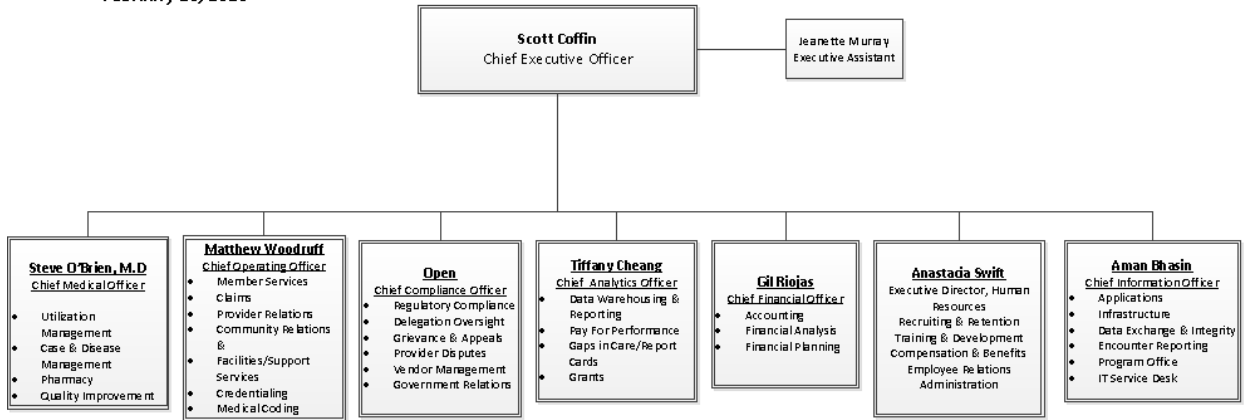 Scott Coffin
Chief Executive Officer
Jeanette Murray
Executive Assistant
Steve O'Brien, M.D
Chief Medical Officer
• Utilization
Management
• Case & Disease
Management
• Pharmacy
• Quality Improvement
Matthew Woodruff
Chief Operating Officer
• Member Services
• Claims
• Provider Relations
• Community Relations
&
• Facilities/Support
Services
• Credentialing
• Medical Coding
Open
Chief Compliance Officer
• Regulatory Compliance
• Delegation Oversight
• Grievance & Appeals
• Provider Disputes
• Vendor Management
• Government Relations
Tiffany Cheang
Chief Analytics Officer
• Data Warehousing &
Reporting
• Pay For Performance
• Gaps in Care/Report
Cards
• Grants
Gil Riojas
Chief Financial Officer
• Accounting
• Financial Analysis
• Financial Planning
Anastacia Swift
Executive Director, Human
Resources
Recruiting & Retention
Training & Development
Compensation & Benefits
Employee Relations
Administration
Aman Bhasin
Chief Information Officer
• Applications
• Infrastructure
• Data Exchange & Integrity
• Encounter Reporting
• Program Office
• IT Service Desk